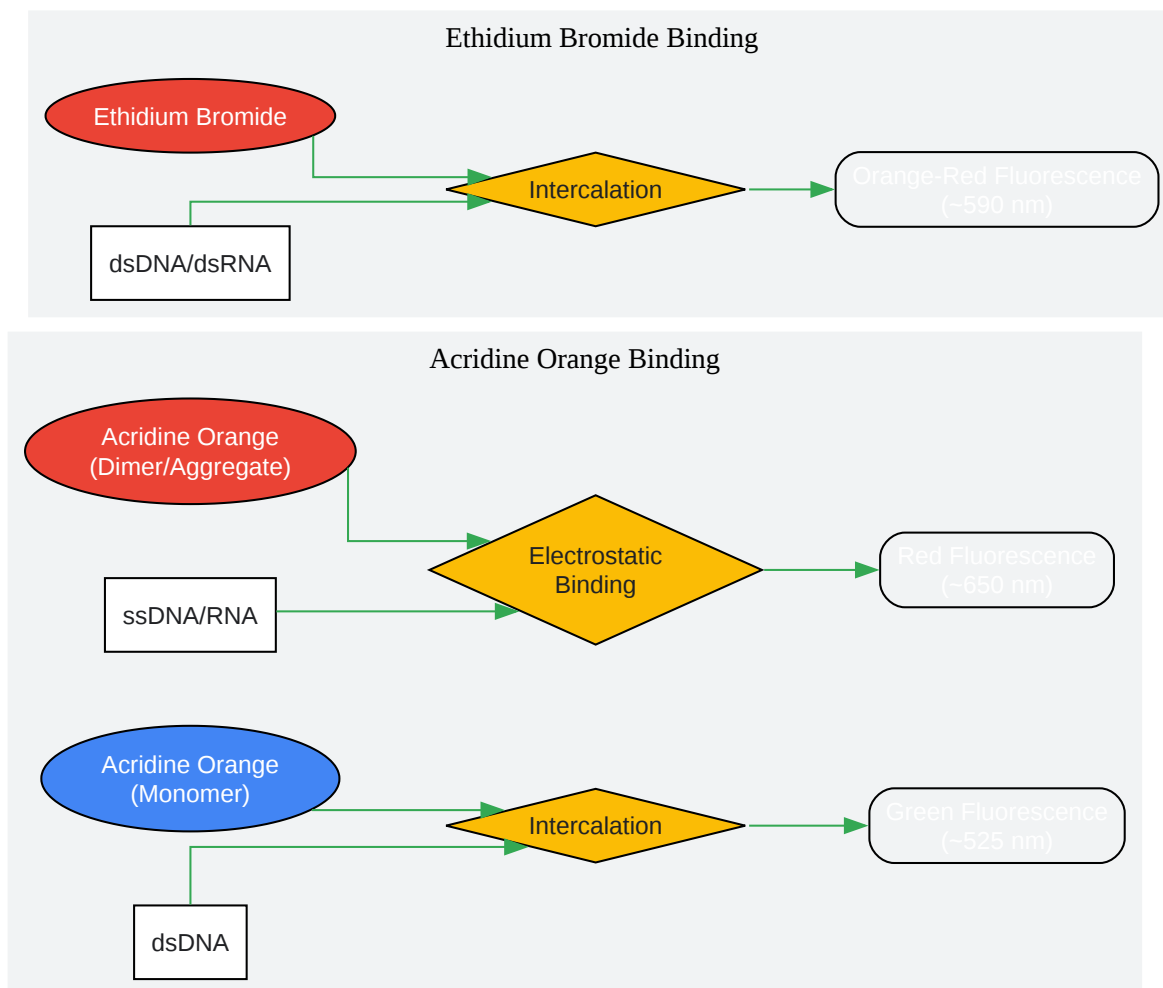 Ethidium Bromide Binding
Ethidium Bromide
dsDNA/dsRNA
Intercalation
Orange-Red Fluorescence
(~590 nm)
Acridine Orange Binding
Acridine Orange
(Dimer/Aggregate)
ssDNA/RNA
Electrostatic
Binding
Red Fluorescence
(~650 nm)
Acridine Orange
(Monomer)
dsDNA
Intercalation
Green Fluorescence
(~525 nm)